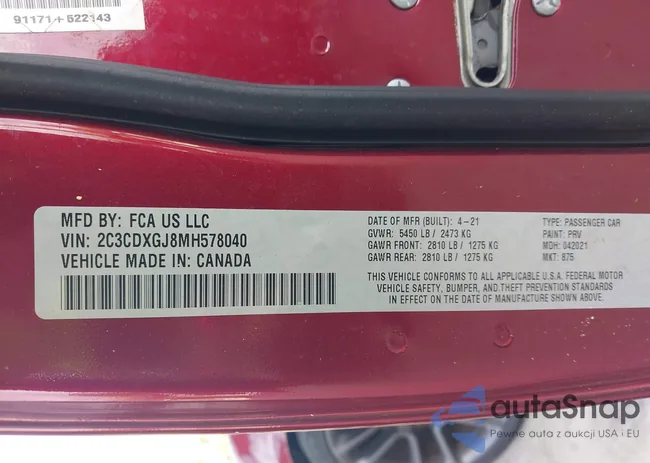 91171+522143
MFD BY: FCA US LLC
VIN: 2C3CDXGJ8MH578040
VEHICLE MADE IN: CANADA
DATE OF MFR (BUILT): 4-21
GVWR: 5450 LB / 2473 KG
GAWR FRONT: 2810 LB / 1275 KG
GAWR REAR: 2810 LB / 1275 KG
TYPE: PASSENGER CAR
PAINT: PRV
MDH: 042021
MKT: 875
THIS VEHICLE CONFORMS TO ALL APPLICABLE U.S.A. FEDERAL MOTOR
VEHICLE SAFETY, BUMPER, AND.THEFT PREVENTION STANDARDS
IN EFFECT ON THE DATE OF MANUFACTURE SHOWN ABOVE.
autoSnap
Pewne auta z aukcji USA i EU